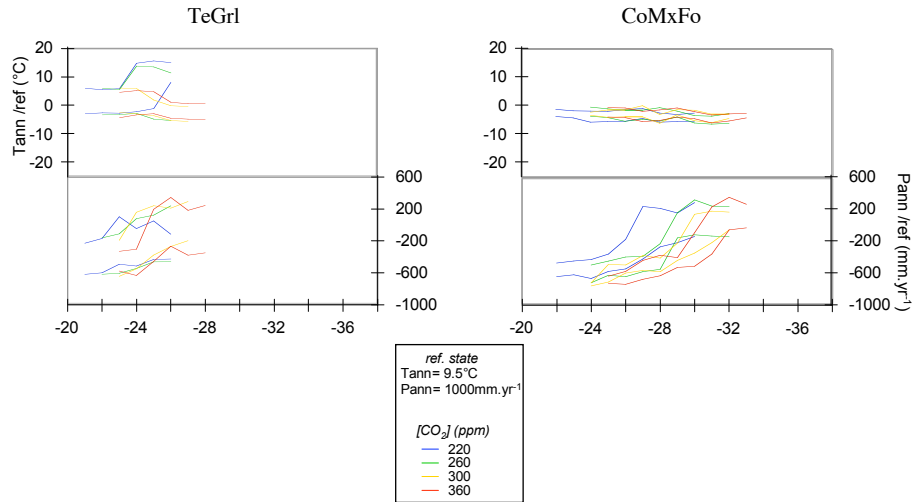 TeGrl
CoMxFo
Tann /ref (°C)
20
10
0
-10
-20
20
10
0
-10
-20
600
200
-200
-600
-1000
600
200
-200
-600
-1000
Pann /ref (mm.yr⁻¹)
-20 -24 -28 -32 -36
-20 -24 -28 -32 -36
ref. state
Tann= 9.5°C
Pann= 1000mm.yr⁻¹
[CO₂] (ppm)
220
260
300
360